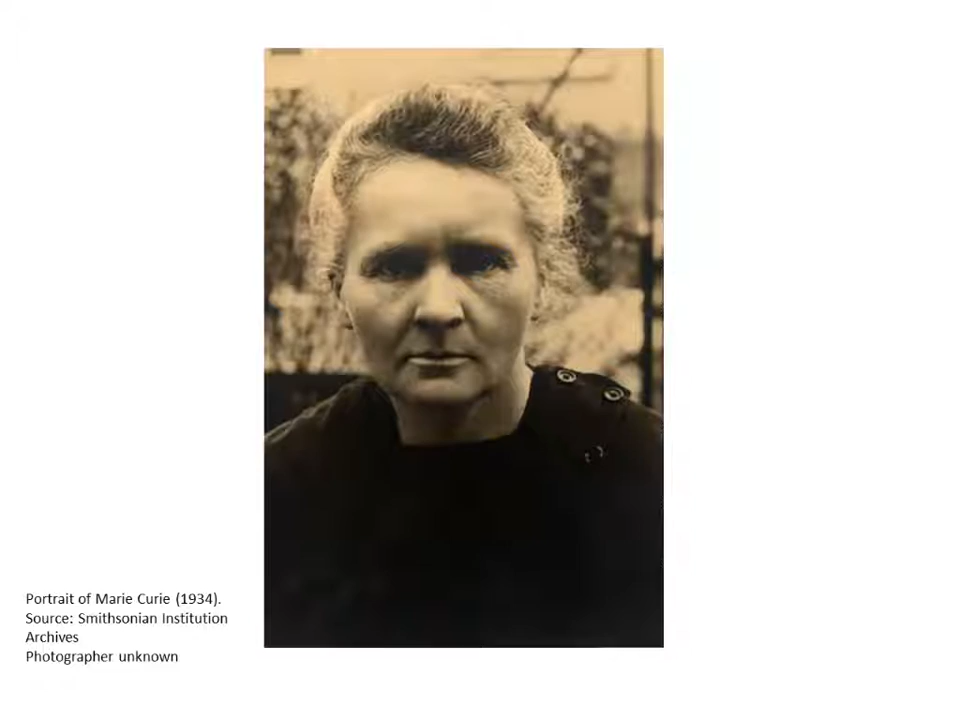 Portrait of Marie Curie (1934).
Source: Smithsonian Institution
Archives
Photographer unknown